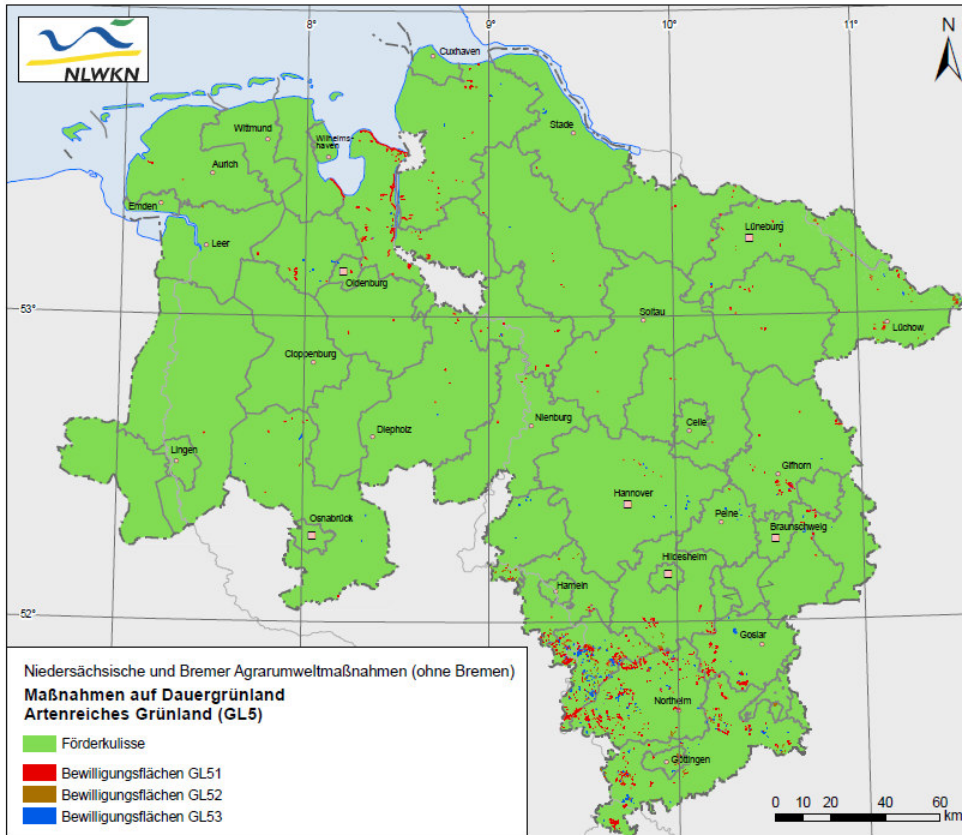 NLWKN
8°
9°
10°
11°
N
Cuxhaven
Stade
Wittmund
Wilhelms-
haven
Aurich
Emden
Leer
Lüneburg
Oldenburg
53°
Soltau
Lüchow
Cloppenburg
Nienburg
Celle
Diepholz
Lingen
Gifhorn
Hannover
Osnabrück
Peine
Braunschweig
Hildesheim
Hameln
52°
Goslar
Northeim
Göttingen
Niedersächsische und Bremer Agrarumweltmaßnahmen (ohne Bremen)
Maßnahmen auf Dauergrünland
Artenreiches Grünland (GL5)
Förderkulisse
Bewilligungsflächen GL51
Bewilligungsflächen GL52
Bewilligungsflächen GL53
0 10 20 40 60
km